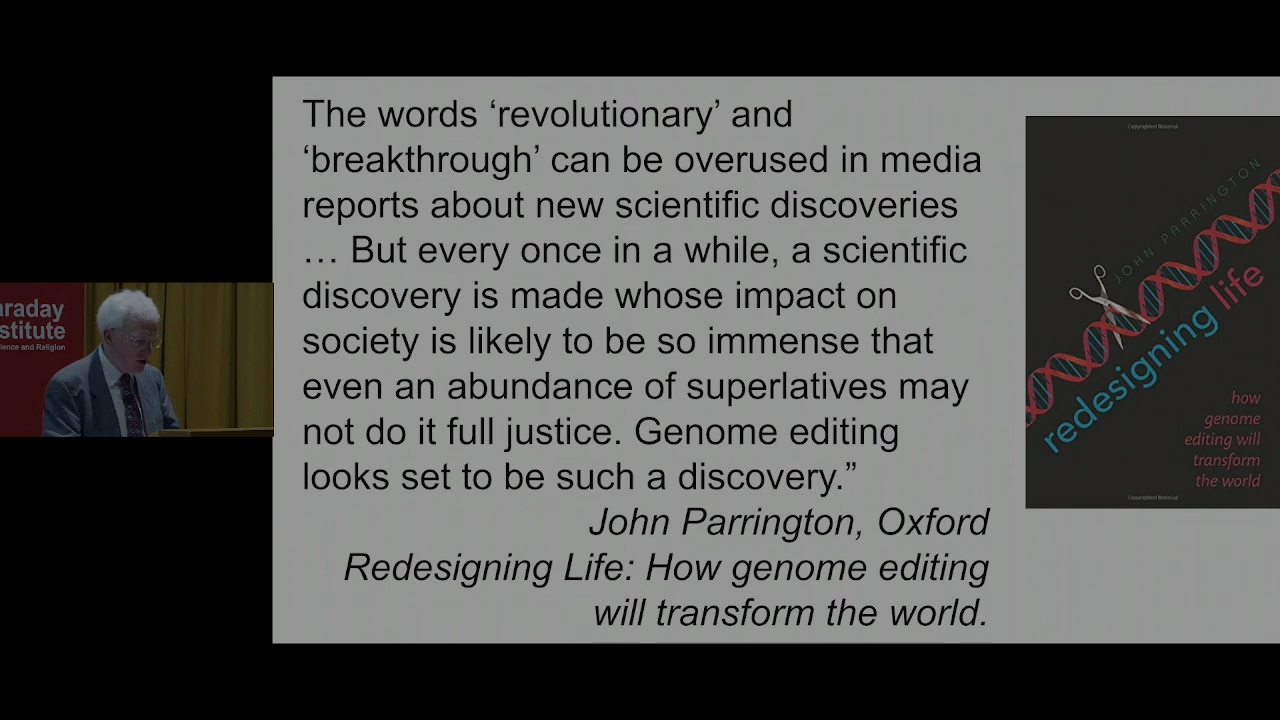 The words ‘revolutionary’ and
‘breakthrough’ can be overused in media
reports about new scientific discoveries
… But every once in a while, a scientific
discovery is made whose impact on
society is likely to be so immense that
even an abundance of superlatives may
not do it full justice. Genome editing
looks set to be such a discovery.”
John Parrington, Oxford
Redesigning Life: How genome editing
will transform the world.
araday
stitute
ience and Religion
Copyrighted Material
JOHN PARRINGTON
redesigning life
how
genome
editing will
transform
the world
Copyrighted Material